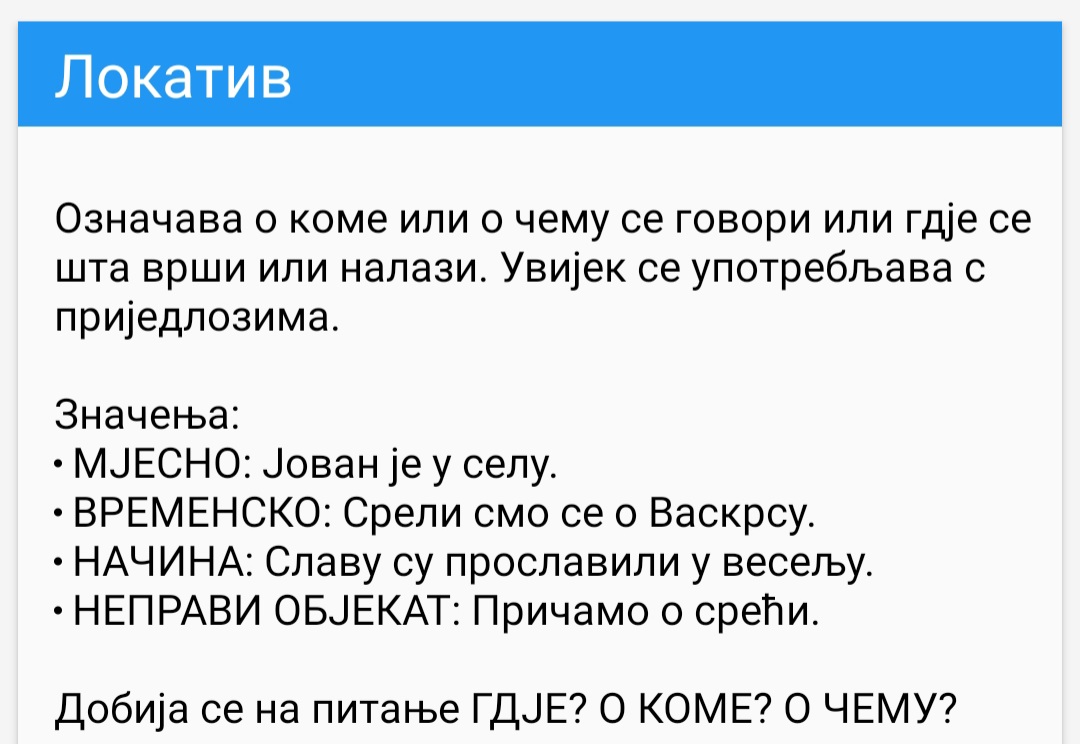 Локатив
Означава о коме или о чему се говори или гдје се
шта врши или налази. Увијек се употребљава с
приједлозима.
Значења:
• МЈЕСНО: Јован је у селу.
• ВРЕМЕНСКО: Срели смо се о Васкрсу.
• НАЧИНА: Славу су прославили у весељу.
• НЕПРАВИ ОБЈЕКАТ: Причамо о срећи.
Добија се на питање ГДЈЕ? О КОМЕ? О ЧЕМУ?